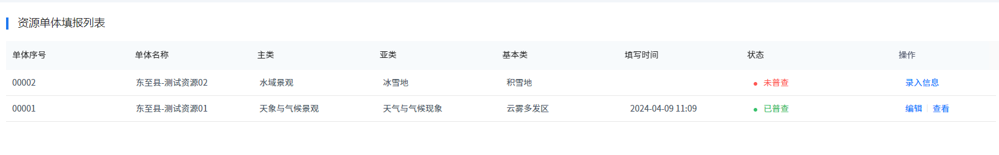 资源单体填报列表
单体序号 单体名称 主类 亚类 基本类 填写时间 状态 操作
00002 东至县-测试资源02 水域景观 冰雪地 积雪地 未普查 录入信息
00001 东至县-测试资源01 天象与气候景观 天气与气候现象 云雾多发区 2024-04-09 11:09 已普查 编辑 查看